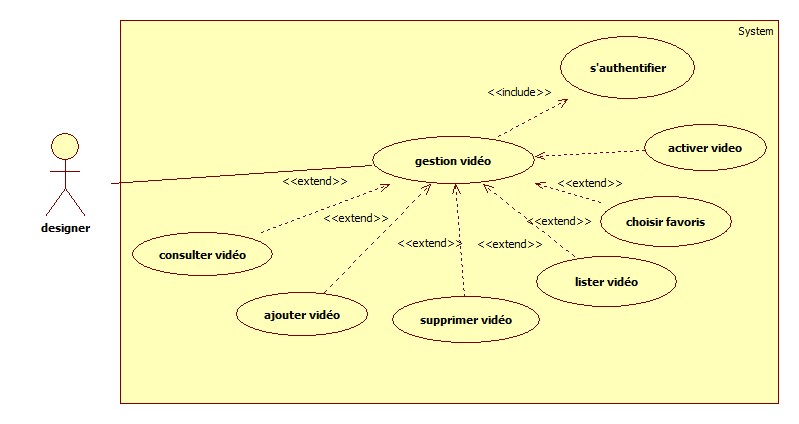 System
s'authentifier
<<include>>
activer video
gestion vidéo
<<extend>>
<<extend>>
<<extend>>
<<extend>>
choisir favoris
designer
<<extend>>
<<extend>>
consulter vidéo
lister vidéo
ajouter vidéo
supprimer vidéo